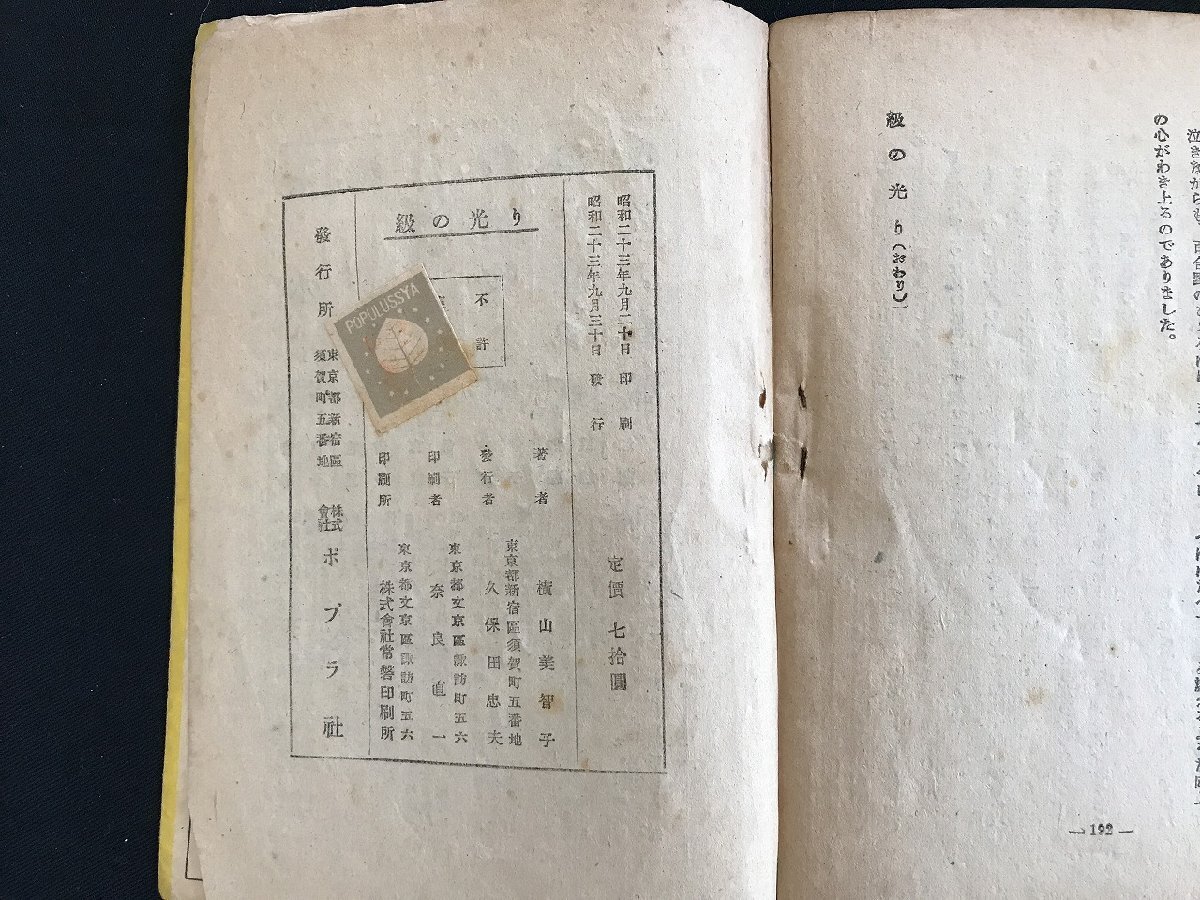 の心がわき上るのでありました。
級の光り(おわり)
— 192 —
昭和二十三年九月二十日 印刷
昭和二十三年九月三十日 發行
定價 七拾圓
級の光り
不許
POPULUSSYA
著者 横山美智子
東京都新宿區須賀町五番地
發行者 久保田忠夫
東京都文京區諏訪町五六
印刷者 奈良直一
東京都文京區諏訪町五六
印刷所 株式會社常磐印刷所
發行所 東京都新宿區須賀町五番地 株式會社 ポプラ社